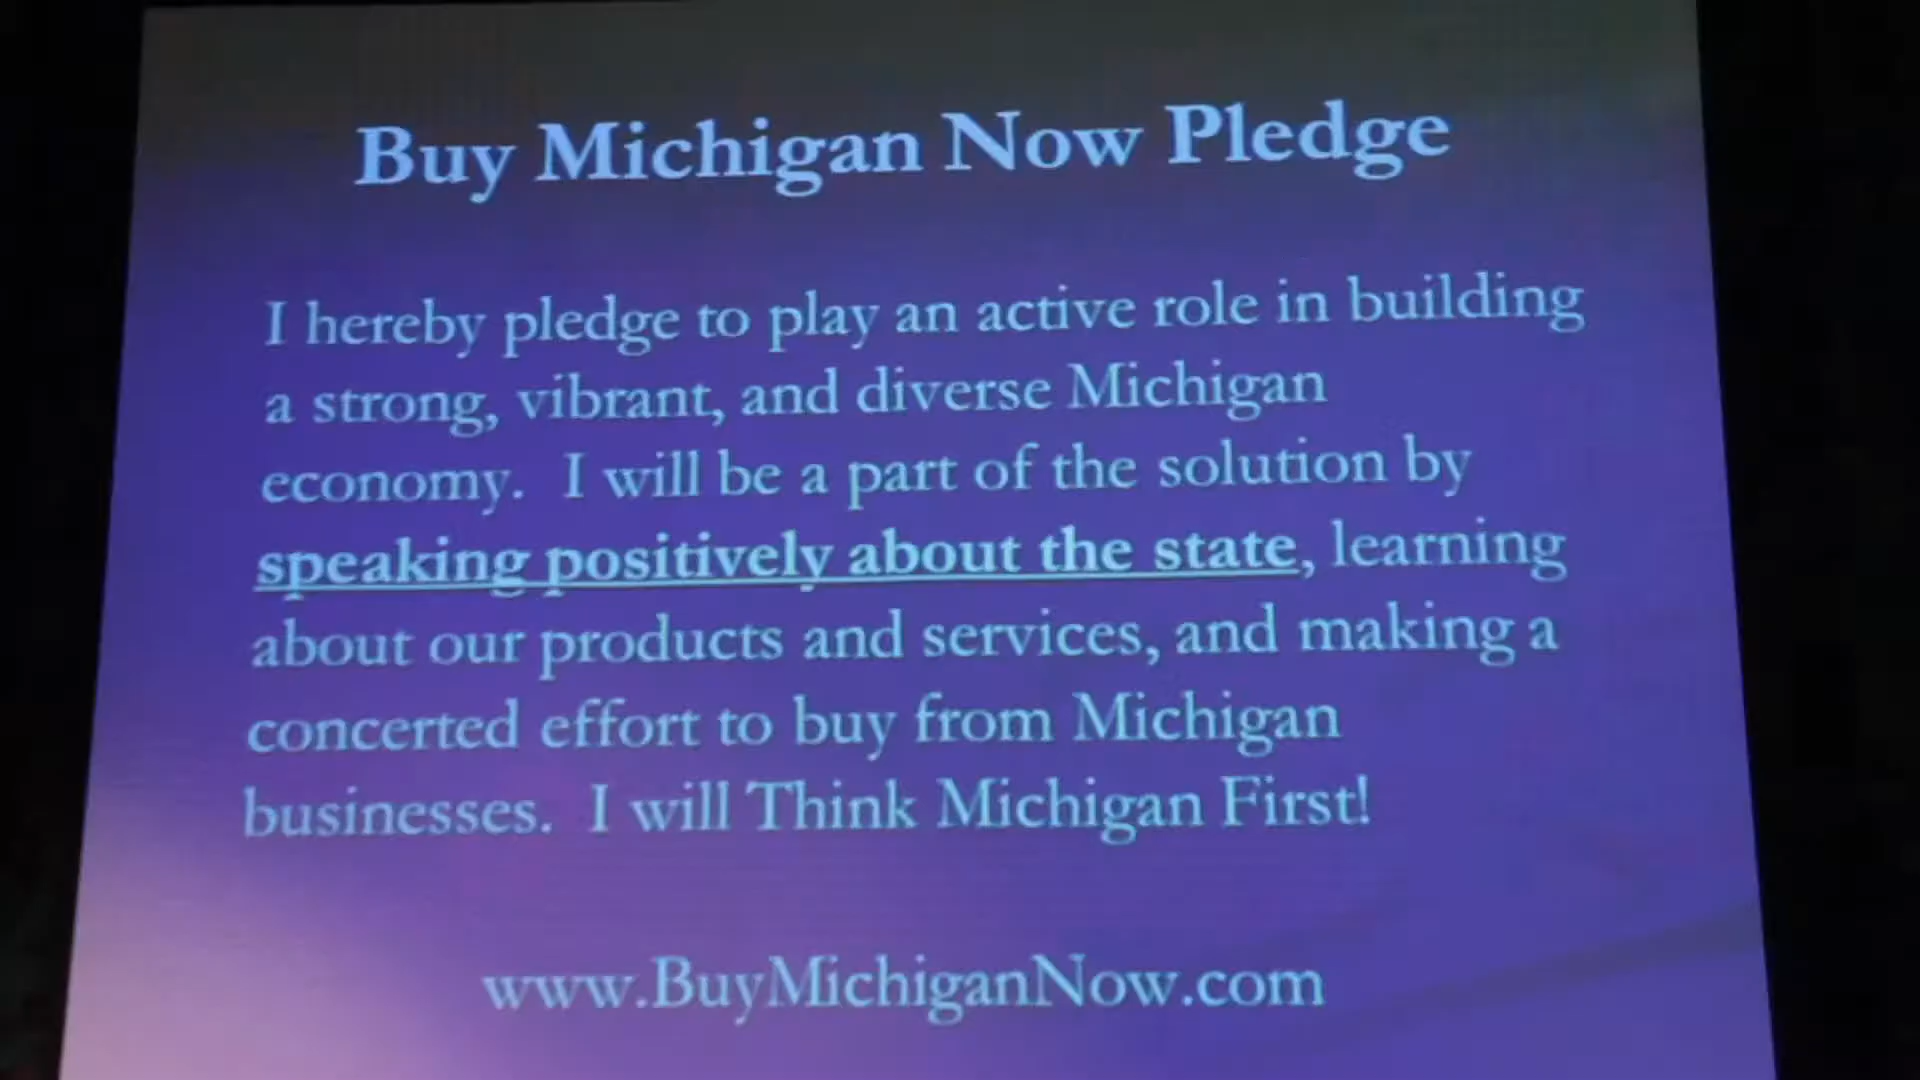 Buy Michigan Now Pledge
I hereby pledge to play an active role in building
a strong, vibrant, and diverse Michigan
economy. I will be a part of the solution by
speaking positively about the state, learning
about our products and services, and making a
concerted effort to buy from Michigan
businesses. I will Think Michigan First!
www.BuyMichiganNow.com